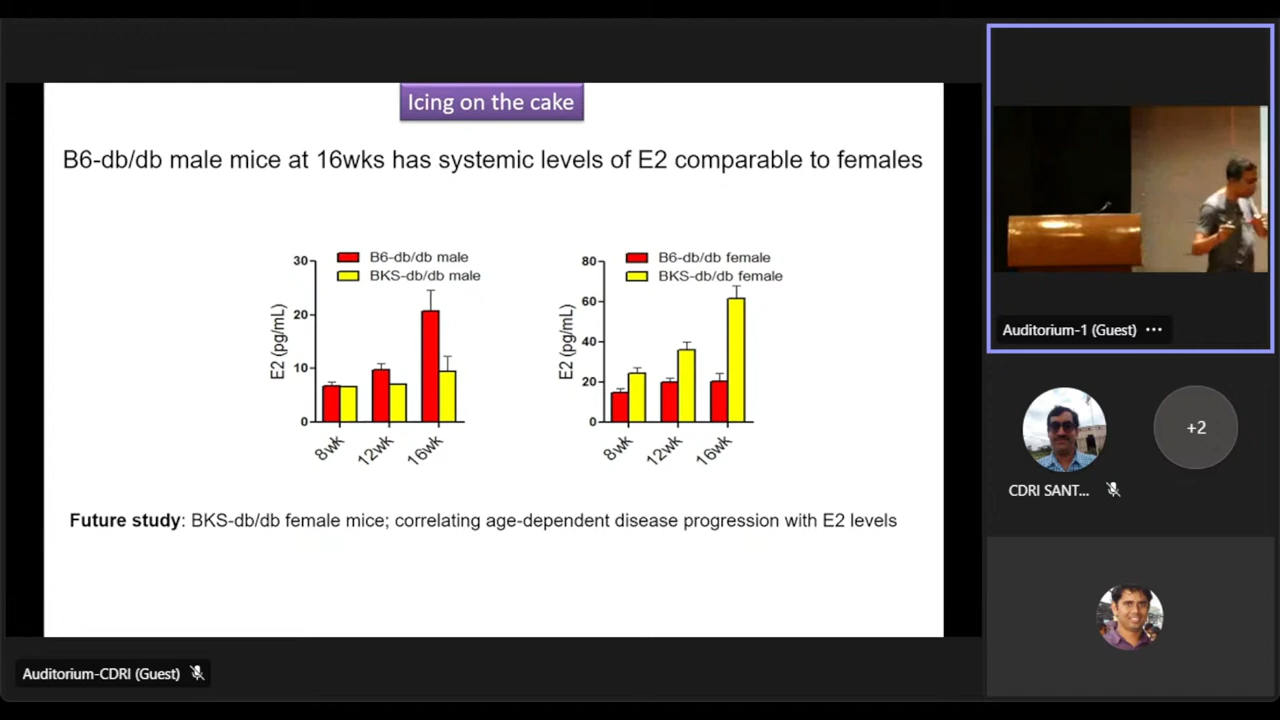 Icing on the cake
B6-db/db male mice at 16wks has systemic levels of E2 comparable to females
B6-db/db male
BKS-db/db male
30
20
10
0
E2 (pg/mL)
8wk
12wk
16wk
B6-db/db female
BKS-db/db female
80
60
40
20
0
E2 (pg/mL)
8wk
12wk
16wk
Future study: BKS-db/db female mice; correlating age-dependent disease progression with E2 levels
Auditorium-CDRI (Guest)
Auditorium-1 (Guest)
+2
CDRI SANT...